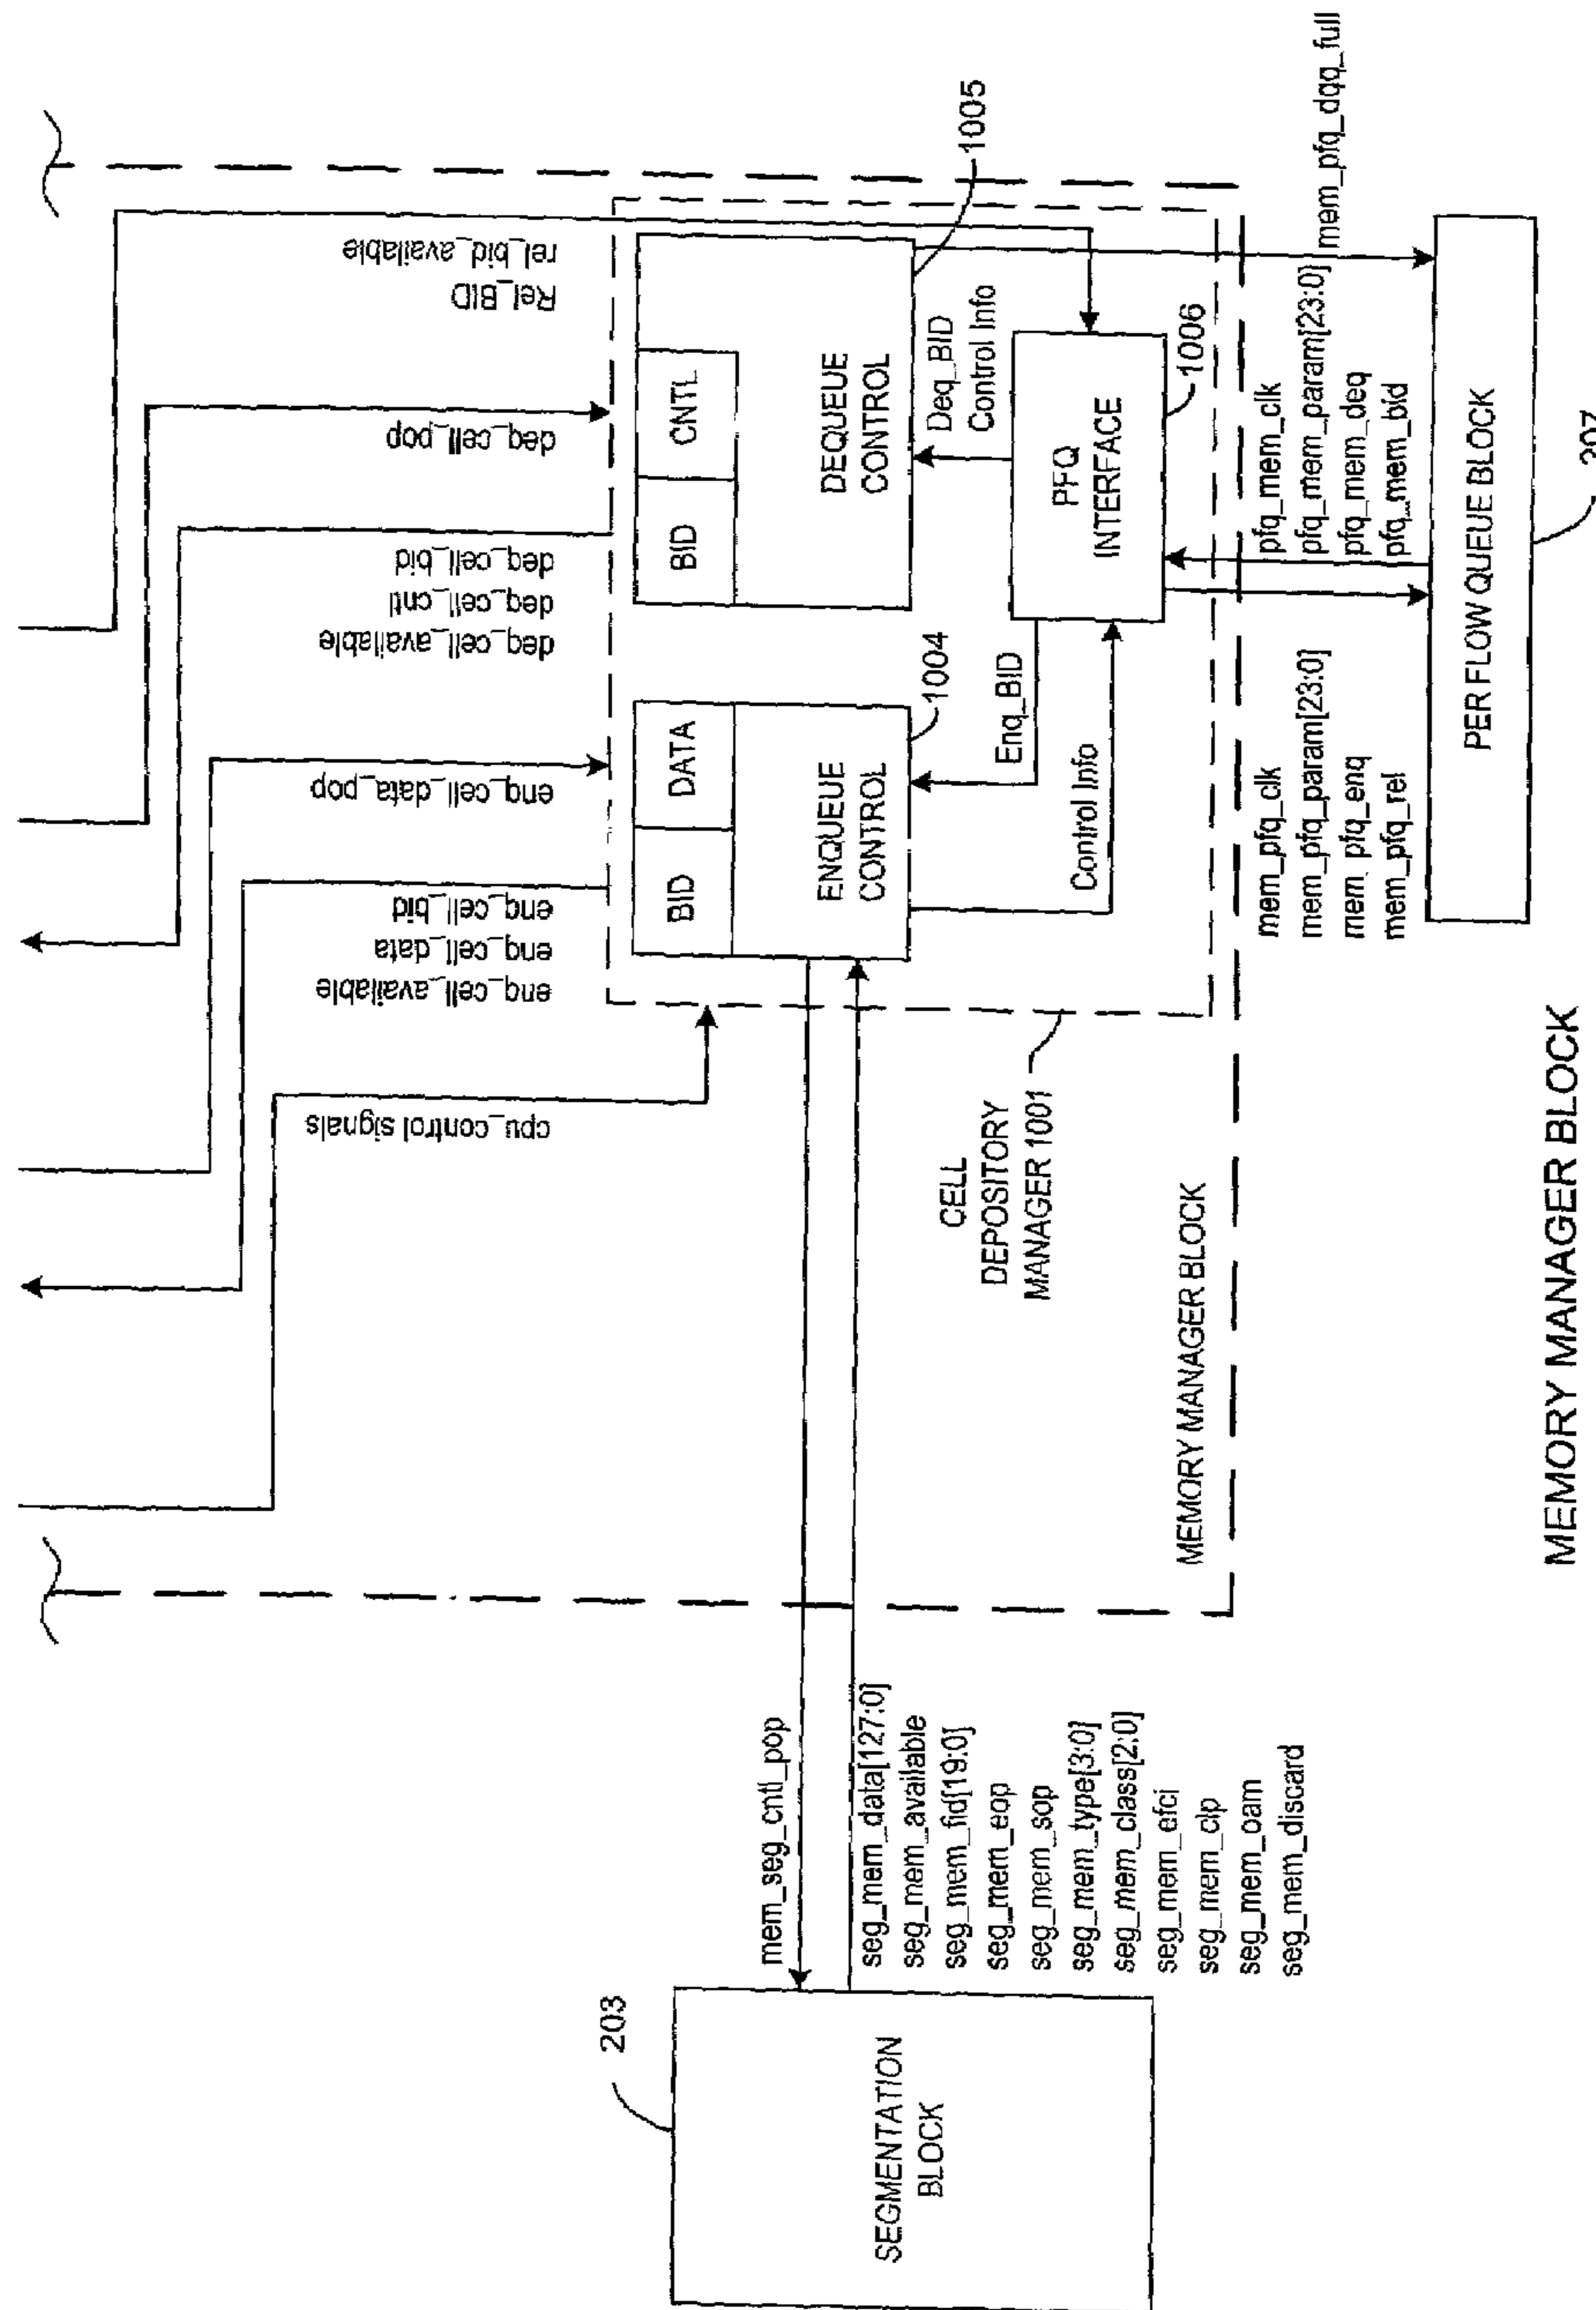 rel_bid_available
Rel_BID
deq_cell_pop
deq_cell_bid
deq_cell_cntl
deq_cell_available
enq_cell_data_pop
enq_cell_bid
enq_cell_data
enq_cell_available
cpu_control signals
BID
DATA
ENQUEUE
CONTROL
1004
BID
CNTL
DEQUEUE
CONTROL
1005
Enq_BID
Control Info
Deq_BID
Control Info
PFQ
INTERFACE
1006
CELL
DEPOSITORY
MANAGER 1001
MEMORY MANAGER BLOCK
203
SEGMENTATION
BLOCK
mem_seg_cntl_pop
seg_mem_data[127:0]
seg_mem_available
seg_mem_fid[19:0]
seg_mem_eop
seg_mem_sop
seg_mem_type[3:0]
seg_mem_class[2:0]
seg_mem_efci
seg_mem_clp
seg_mem_oam
seg_mem_discard
mem_pfq_clk
mem_pfq_param[23:0]
mem_pfq_enq
mem_pfq_rel
pfq_mem_clk
pfq_mem_param[23:0]
pfq_mem_deq
pfq_mem_bid
mem_pfq_dqq_full
PER FLOW QUEUE BLOCK
MEMORY MANAGER BLOCK